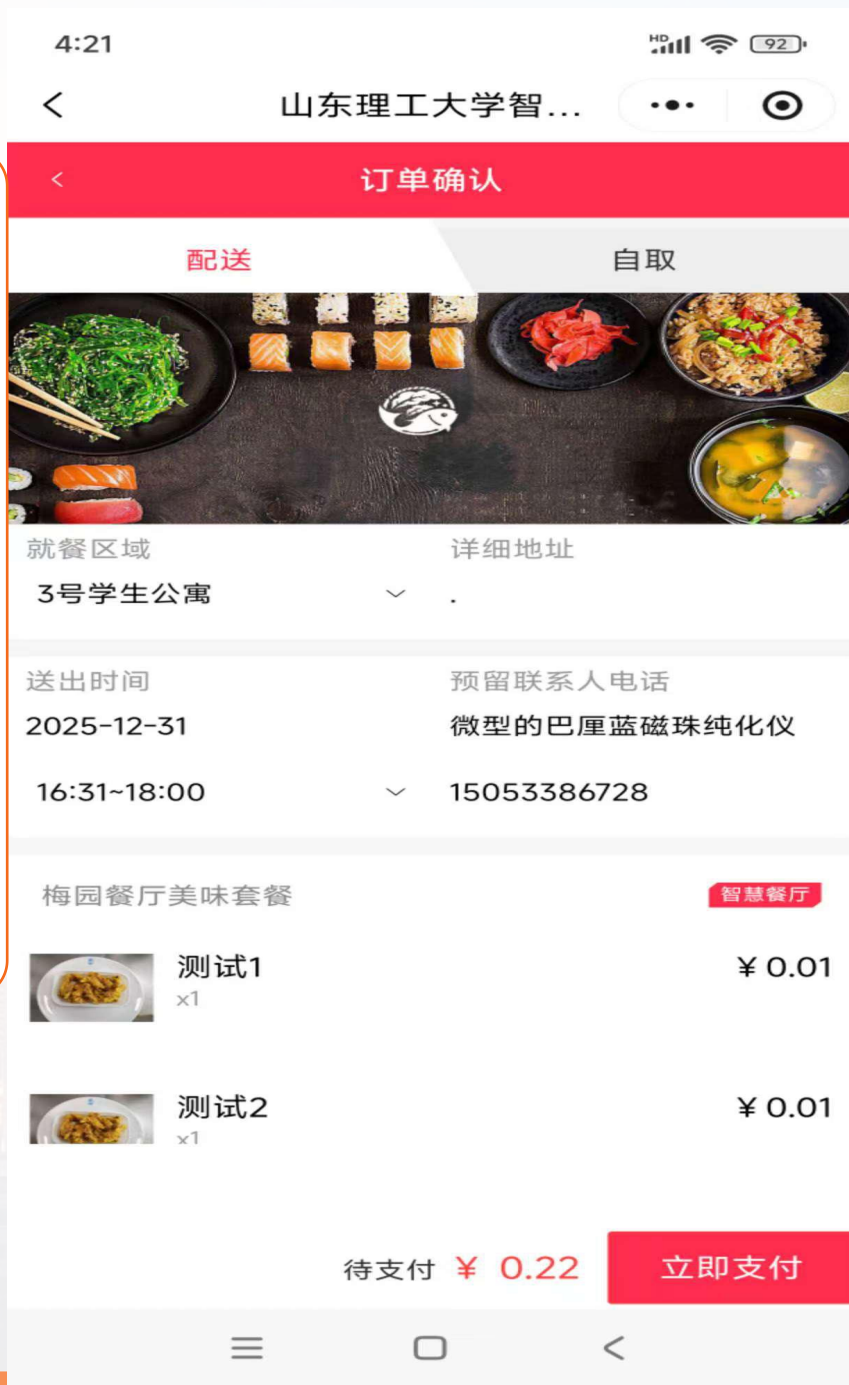 4:21 HD 92
山东理工大学智...
订单确认
配送 自取
就餐区域 详细地址
3号学生公寓 .
送出时间 预留联系人电话
2025-12-31 微型的巴厘蓝磁珠纯化仪
16:31~18:00 15053386728
梅园餐厅美味套餐 智慧餐厅
测试1 ¥ 0.01
x1
测试2 ¥ 0.01
x1
待支付 ¥ 0.22 立即支付